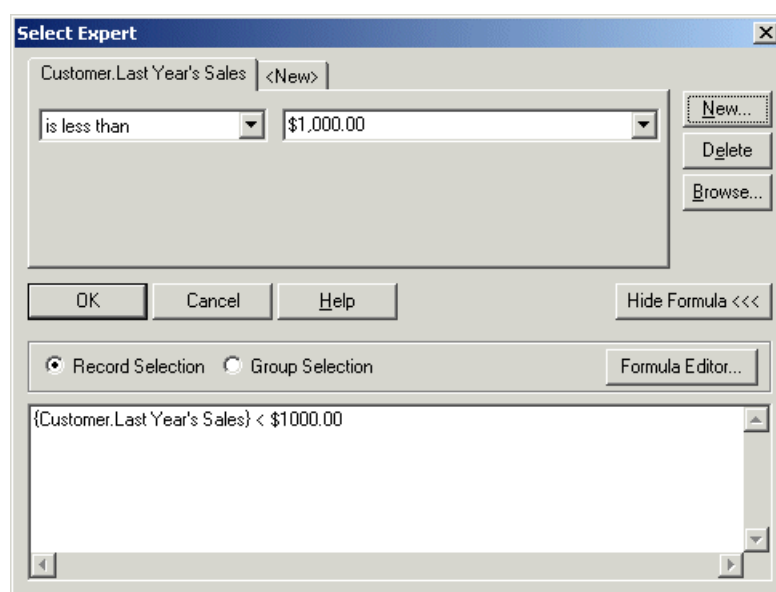 Select Expert
Customer.Last Year's Sales <New>
is less than $1,000.00
New...
Delete
Browse...
OK Cancel Help Hide Formula <<<
Record Selection Group Selection Formula Editor...
{Customer.Last Year's Sales} < $1000.00